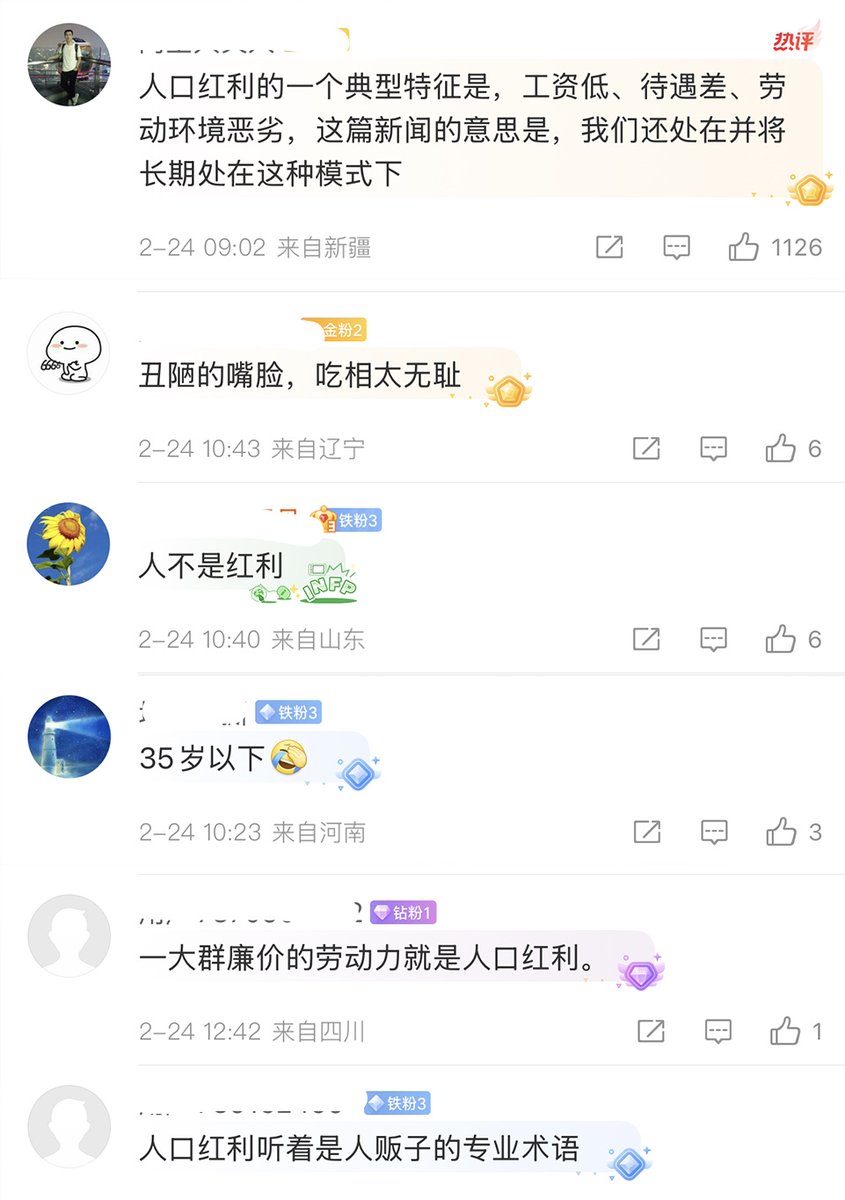 热评
人口红利的一个典型特征是，工资低、待遇差、劳
动环境恶劣，这篇新闻的意思是，我们还处在并将
长期处在这种模式下
2-24 09:02 来自新疆 1126
金粉2
丑陋的嘴脸，吃相太无耻
2-24 10:43 来自辽宁 6
3 铁粉3
人不是红利
INFP
2-24 10:40 来自山东 6
铁粉3
35岁以下
2-24 10:23 来自河南 3
钻粉1
一大群廉价的劳动力就是人口红利。
2-24 12:42 来自四川 1
铁粉3
人口红利听着是人贩子的专业术语